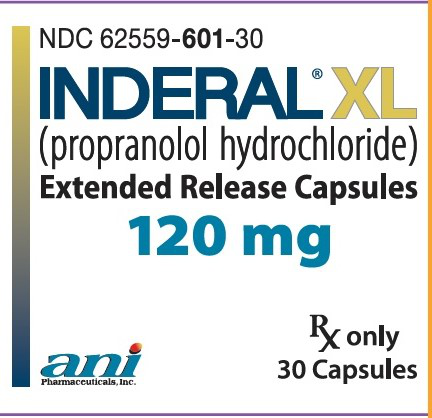 NDC 62559-601-30
INDERAL® XL
(propranolol hydrochloride)
Extended Release Capsules
120 mg
Rx only
30 Capsules
ani
Pharmaceuticals, Inc.